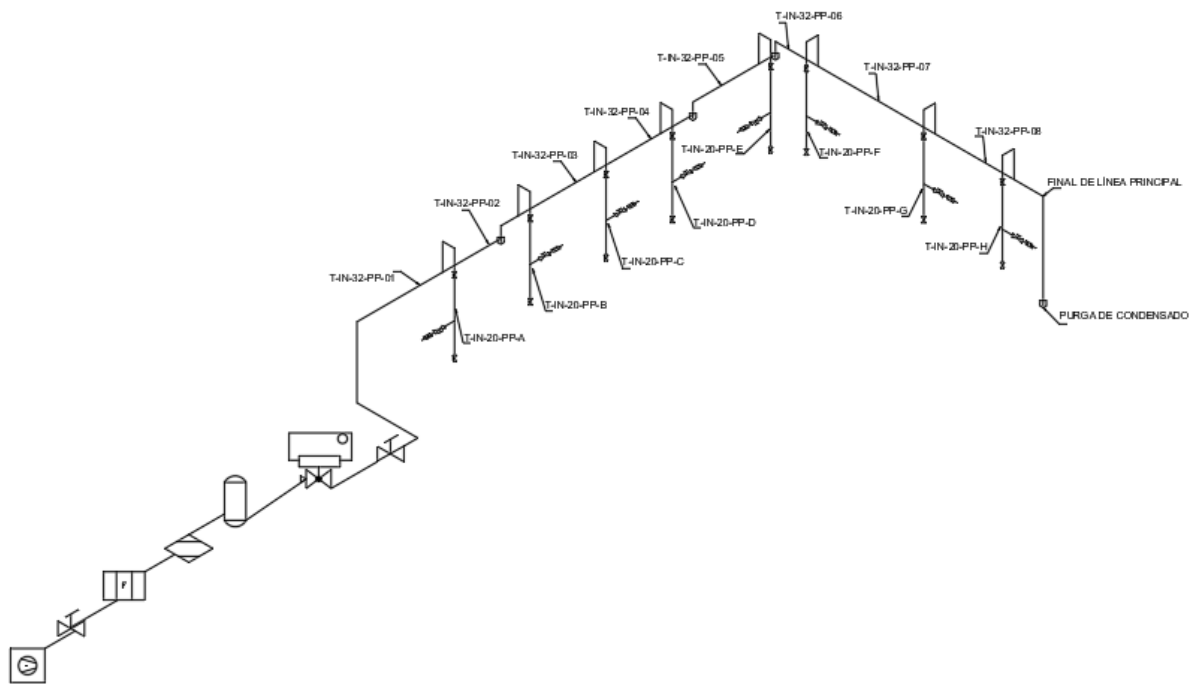 T-IN-32-PP-06
T-IN-32-PP-05
T-IN-32-PP-07
T-IN-32-PP-04
T-IN-32-PP-08
T-IN-20-PP-E
T-IN-20-PP-F
T-IN-32-PP-03
FINAL DE LÍNEA PRINCIPAL
T-IN-32-PP-02
T-IN-20-PP-G
T-IN-20-PP-D
T-IN-20-PP-H
T-IN-20-PP-C
T-IN-32-PP-01
T-IN-20-PP-B
PURGA DE CONDENSADO
T-IN-20-PP-A
F